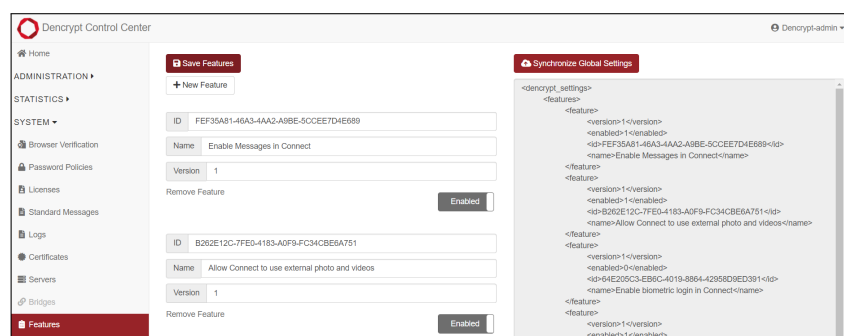 Dencrypt Control Center
Dencrypt-admin
Home
ADMINISTRATION
STATISTICS
SYSTEM
Browser Verification
Password Policies
Licenses
Standard Messages
Logs
Certificates
Servers
Bridges
Features
Save Features
+ New Feature
ID FEF35A81-46A3-4AA2-A9BE-5CCEE7D4E689
Name Enable Messages in Connect
Version 1
Remove Feature
Enabled
ID B262E12C-7FE0-4183-A0F9-FC34CBE6A751
Name Allow Connect to use external photo and videos
Version 1
Remove Feature
Enabled
Synchronize Global Settings
<dencrypt_settings>
<features>
<feature>
<version>1</version>
<enabled>1</enabled>
<id>FEF35A81-46A3-4AA2-A9BE-5CCEE7D4E689</id>
<name>Enable Messages in Connect</name>
</feature>
<feature>
<version>1</version>
<enabled>1</enabled>
<id>B262E12C-7FE0-4183-A0F9-FC34CBE6A751</id>
<name>Allow Connect to use external photo and videos</name>
</feature>
<feature>
<version>1</version>
<enabled>0</enabled>
<id>64E205C3-EB6C-4019-8864-42958D9ED391</id>
<name>Enable biometric login in Connect</name>
</feature>
<feature>
<version>1</version>
<enabled>1</enabled>